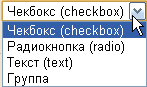 Чекбокс (checkbox)
Чекбокс (checkbox)
Радиокнопка (radio)
Текст (text)
Группа